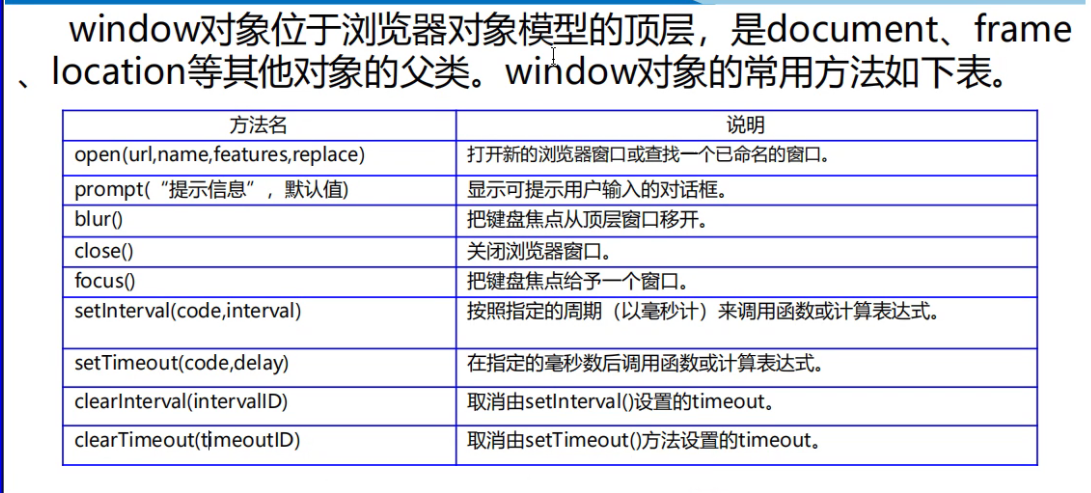 window对象位于浏览器对象模型的顶层，是document、frame
、location等其他对象的父类。window对象的常用方法如下表。
方法名 说明
open(url,name,features,replace) 打开新的浏览器窗口或查找一个已命名的窗口。
prompt(“提示信息”，默认值) 显示可提示用户输入的对话框。
blur() 把键盘焦点从顶层窗口移开。
close() 关闭浏览器窗口。
focus() 把键盘焦点给予一个窗口。
setInterval(code,interval) 按照指定的周期（以毫秒计）来调用函数或计算表达式。
setTimeout(code,delay) 在指定的毫秒数后调用函数或计算表达式。
clearInterval(intervalID) 取消由setInterval()设置的timeout。
clearTimeout(timeoutID) 取消由setTimeout()方法设置的timeout。